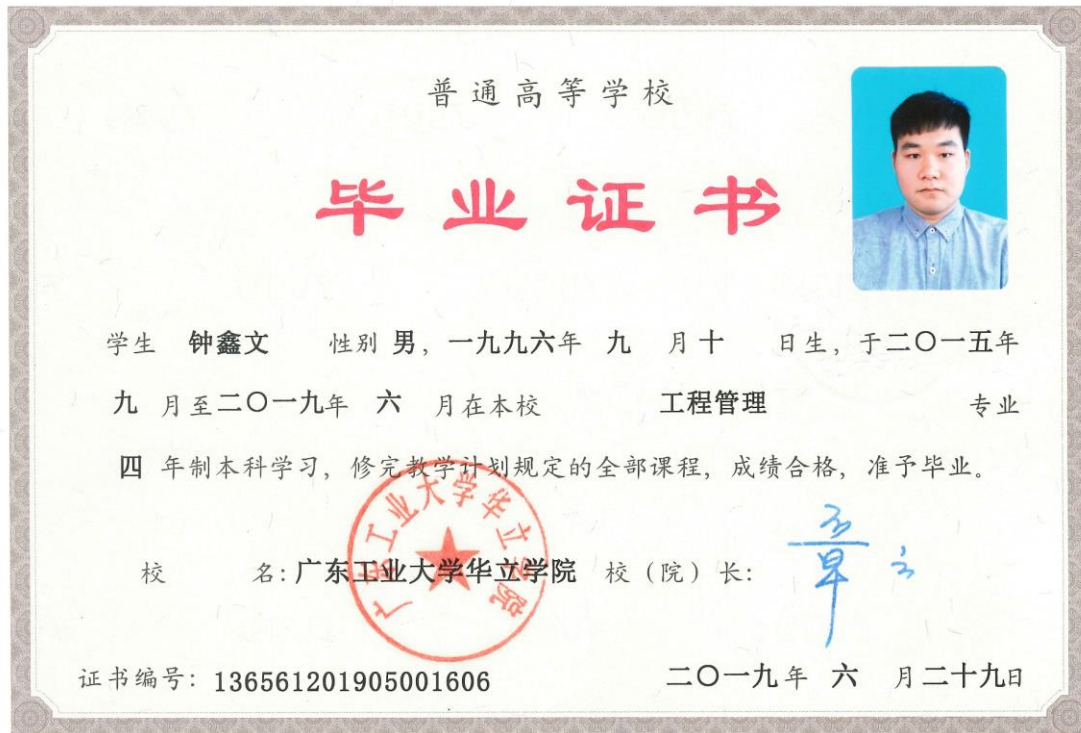 普通高等学校
毕业证书
学生 钟鑫文 性别 男，一九九六年 九 月 十 日生，于二〇一五年
九 月至二〇一九年 六 月在本校 工程管理 专业
四 年制本科学习，修完教学计划规定的全部课程，成绩合格，准予毕业。
校 名：广东工业大学华立学院 校（院）长：
广东工业大学华立学院
证书编号：136561201905001606 二〇一九年 六 月二十九日